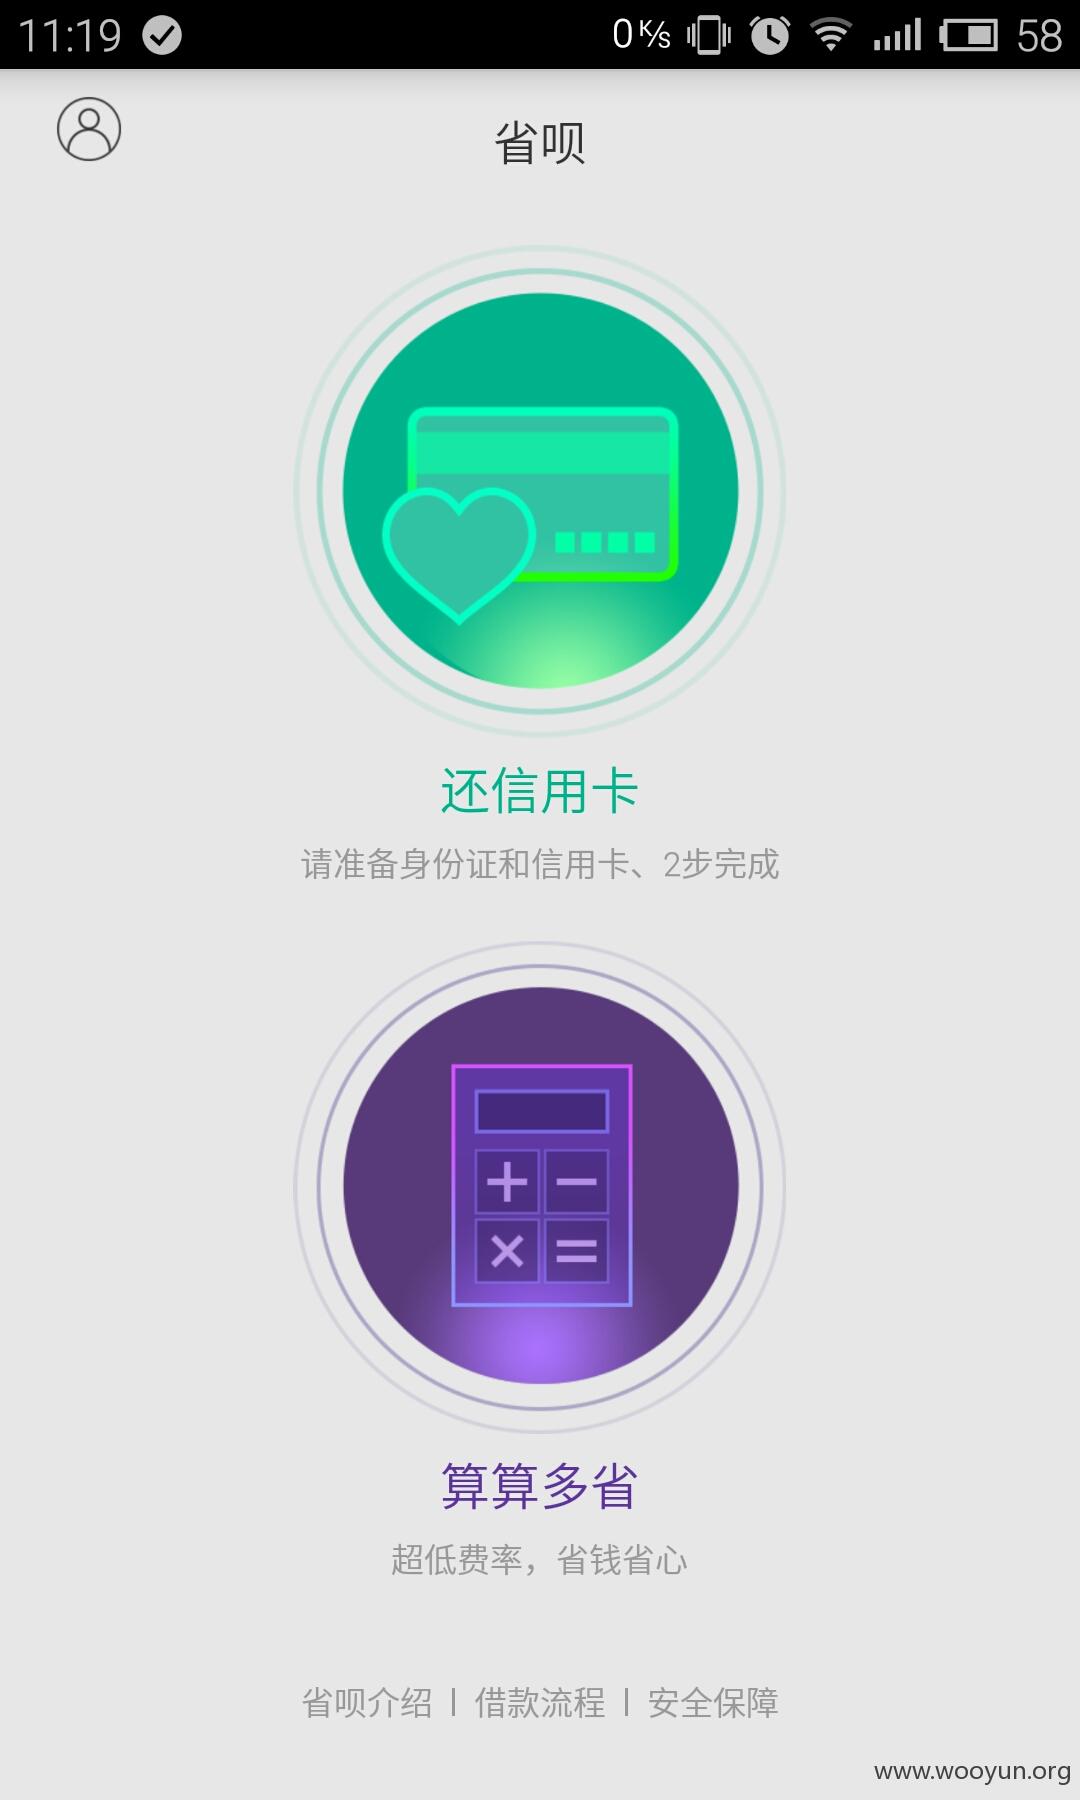 11:19 0 K/s 58
省呗
还信用卡
请准备身份证和信用卡、2步完成
算算多省
超低费率，省钱省心
省呗介绍 | 借款流程 | 安全保障
www.wooyun.org